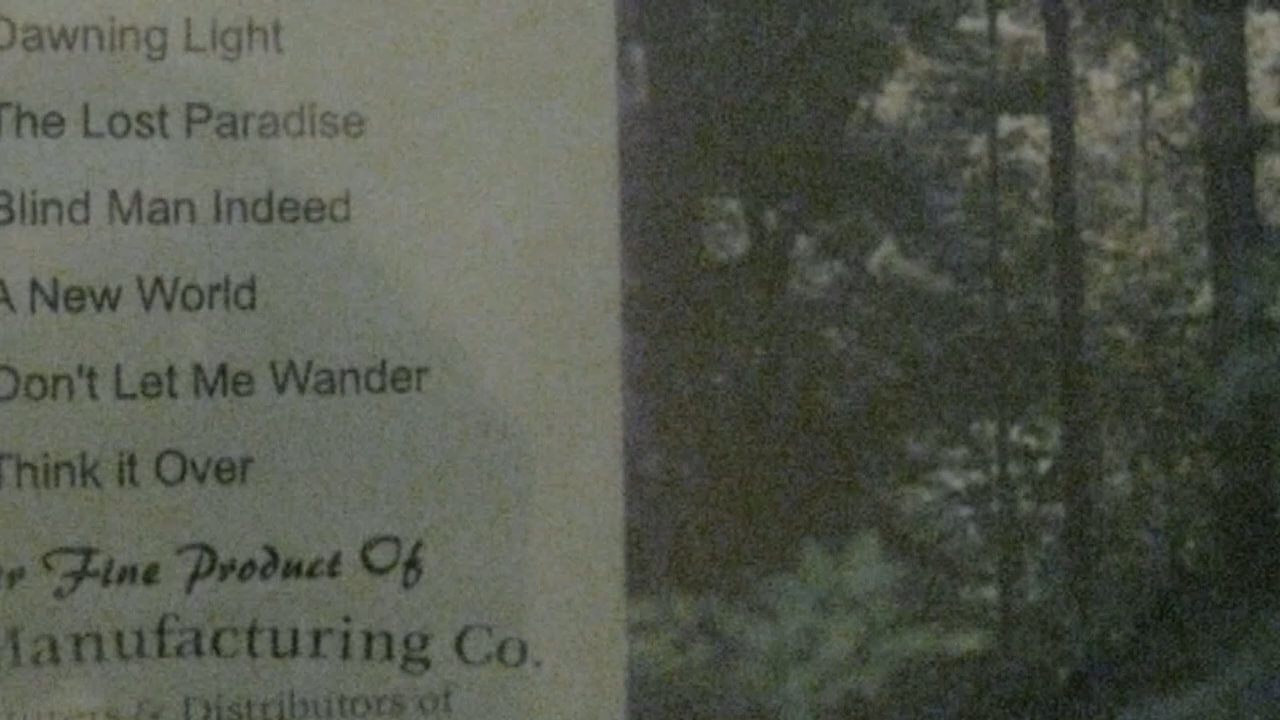 Dawning Light
The Lost Paradise
Blind Man Indeed
A New World
Don't Let Me Wander
Think it Over
Fine Product Of
Manufacturing Co.
& Distributors of